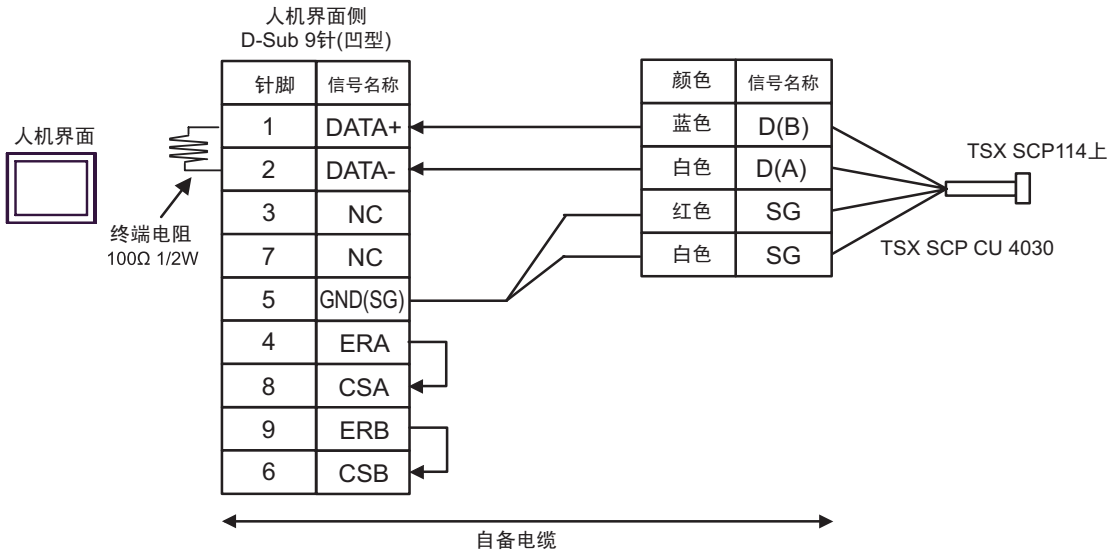 人机界面侧
D-Sub 9针(凹型)
针脚 信号名称
1 DATA+
2 DATA-
3 NC
7 NC
5 GND(SG)
4 ERA
8 CSA
9 ERB
6 CSB
人机界面
终端电阻
100Ω 1/2W
颜色 信号名称
蓝色 D(B)
白色 D(A)
红色 SG
白色 SG
TSX SCP114上
TSX SCP CU 4030
自备电缆